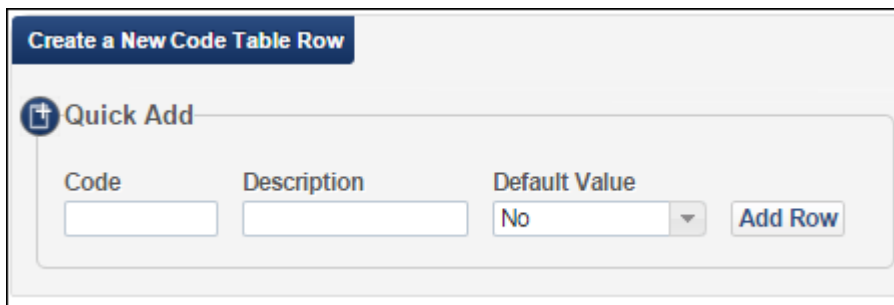 Create a New Code Table Row
Quick Add
Code Description Default Value
No Add Row